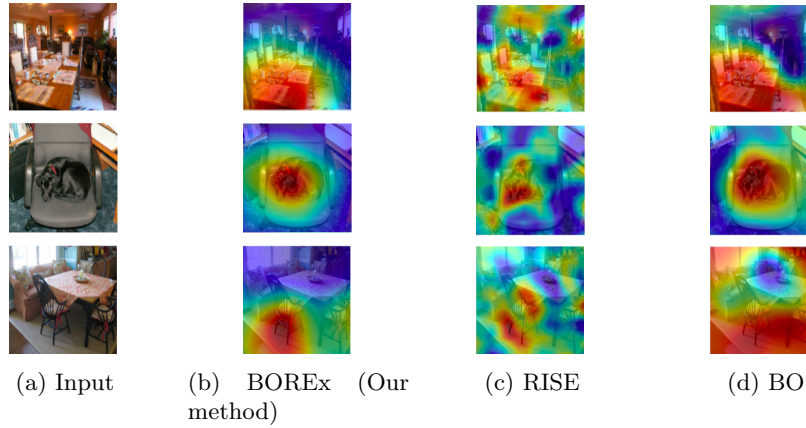 (a) Input
(b) BOREx (Our
method)
(c) RISE
(d) BO